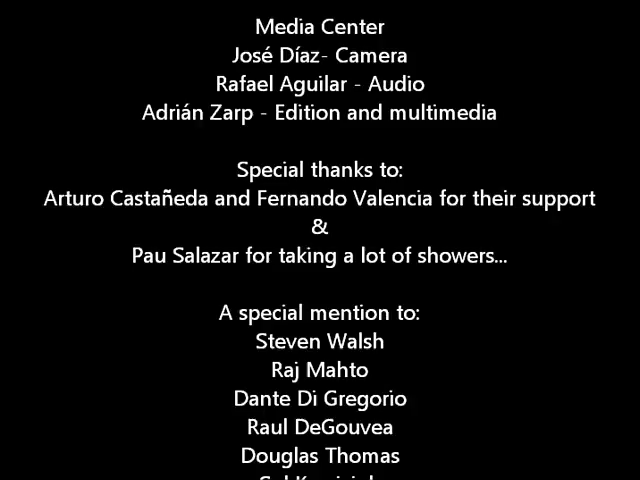 Media Center
José Díaz- Camera
Rafael Aguilar - Audio
Adrián Zarp - Edition and multimedia
Special thanks to:
Arturo Castañeda and Fernando Valencia for their support
&
Pau Salazar for taking a lot of showers...
A special mention to:
Steven Walsh
Raj Mahto
Dante Di Gregorio
Raul DeGouvea
Douglas Thomas